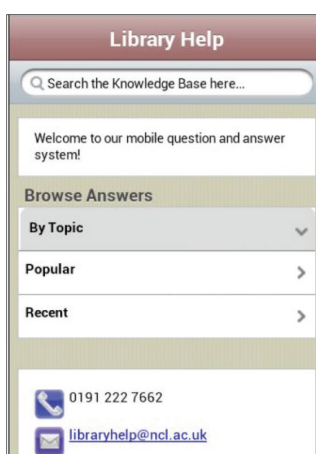 Library Help
Search the Knowledge Base here...
Welcome to our mobile question and answer
system!
Browse Answers
By Topic
Popular
Recent
0191 222 7662
libraryhelp@ncl.ac.uk